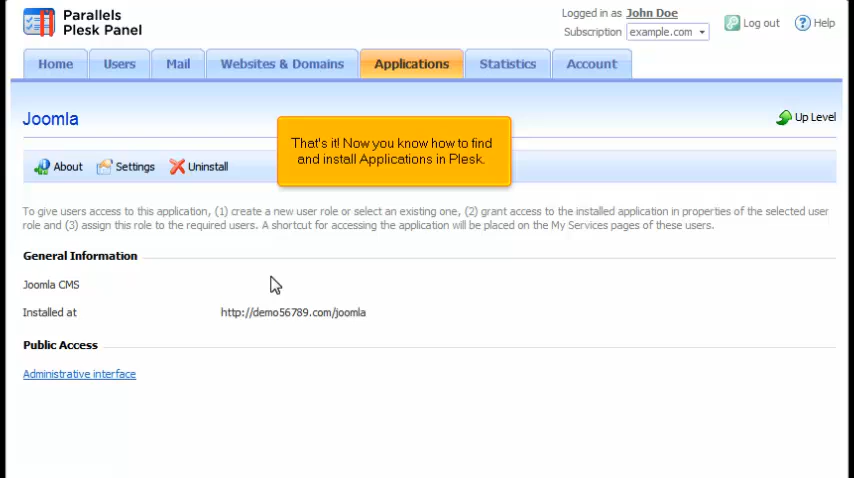 Parallels
Plesk Panel
Logged in as John Doe
Subscription example.com
Log out
Help
Home
Users
Mail
Websites & Domains
Applications
Statistics
Account
Joomla
Up Level
That's it! Now you know how to find
and install Applications in Plesk.
About
Settings
Uninstall
To give users access to this application, (1) create a new user role or select an existing one, (2) grant access to the installed application in properties of the selected user
role and (3) assign this role to the required users. A shortcut for accessing the application will be placed on the My Services pages of these users.
General Information
Joomla CMS
Installed at http://demo56789.com/joomla
Public Access
Administrative interface